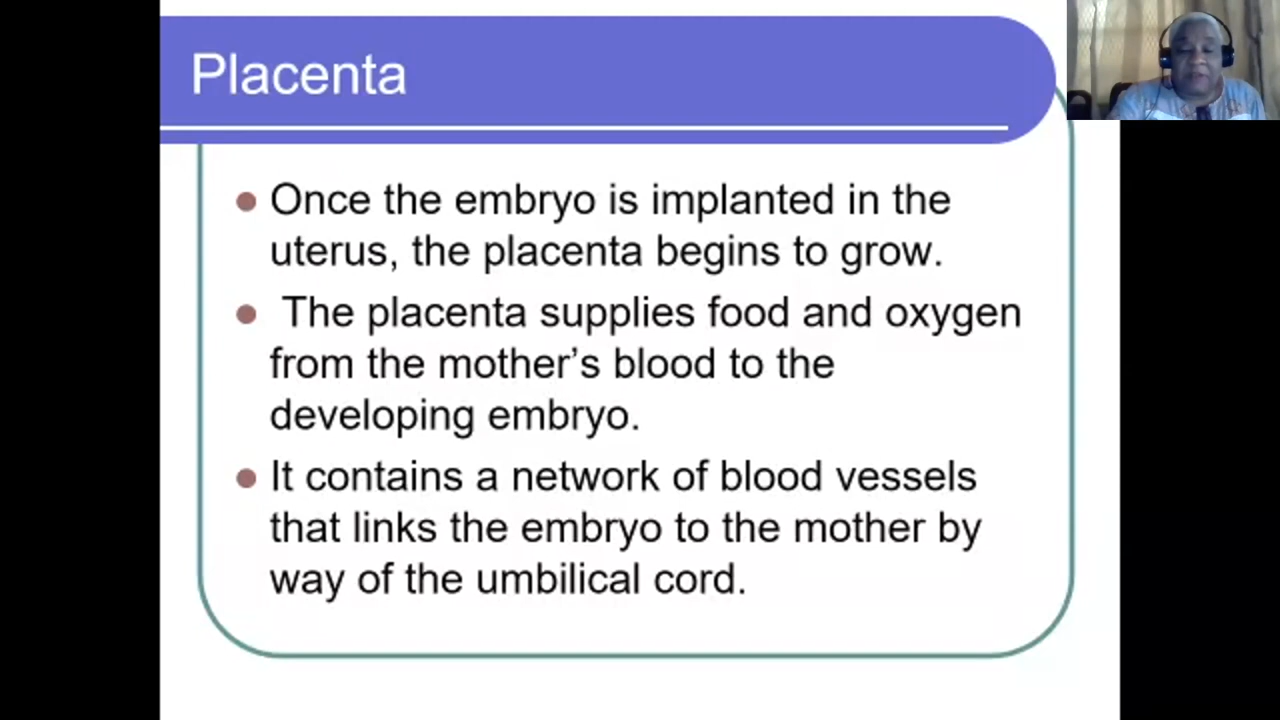 Placenta
Once the embryo is implanted in the
uterus, the placenta begins to grow.
The placenta supplies food and oxygen
from the mother’s blood to the
developing embryo.
It contains a network of blood vessels
that links the embryo to the mother by
way of the umbilical cord.